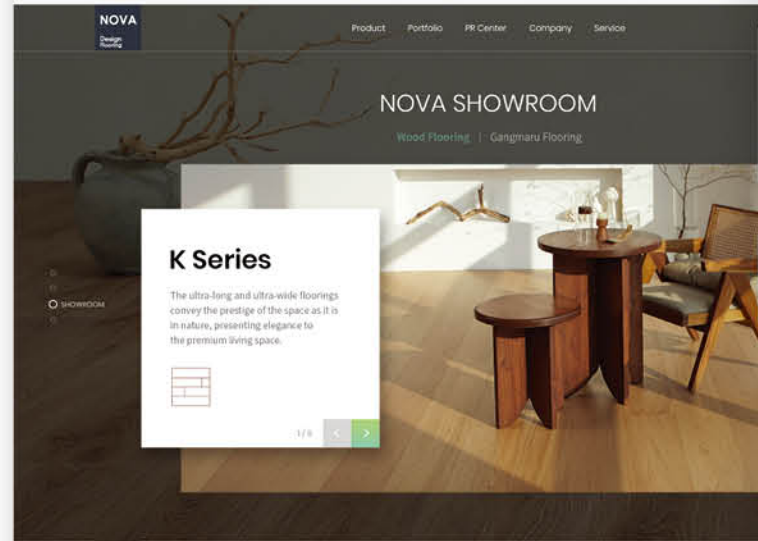 NOVA
Design
Flooring
Product
Portfolio
PR Center
Company
Service
NOVA SHOWROOM
Wood Flooring | Gangmaru Flooring
K Series
The ultra-long and ultra-wide floorings
convey the prestige of the space as it is
in nature, presenting elegance to
the premium living space.
SHOWROOM